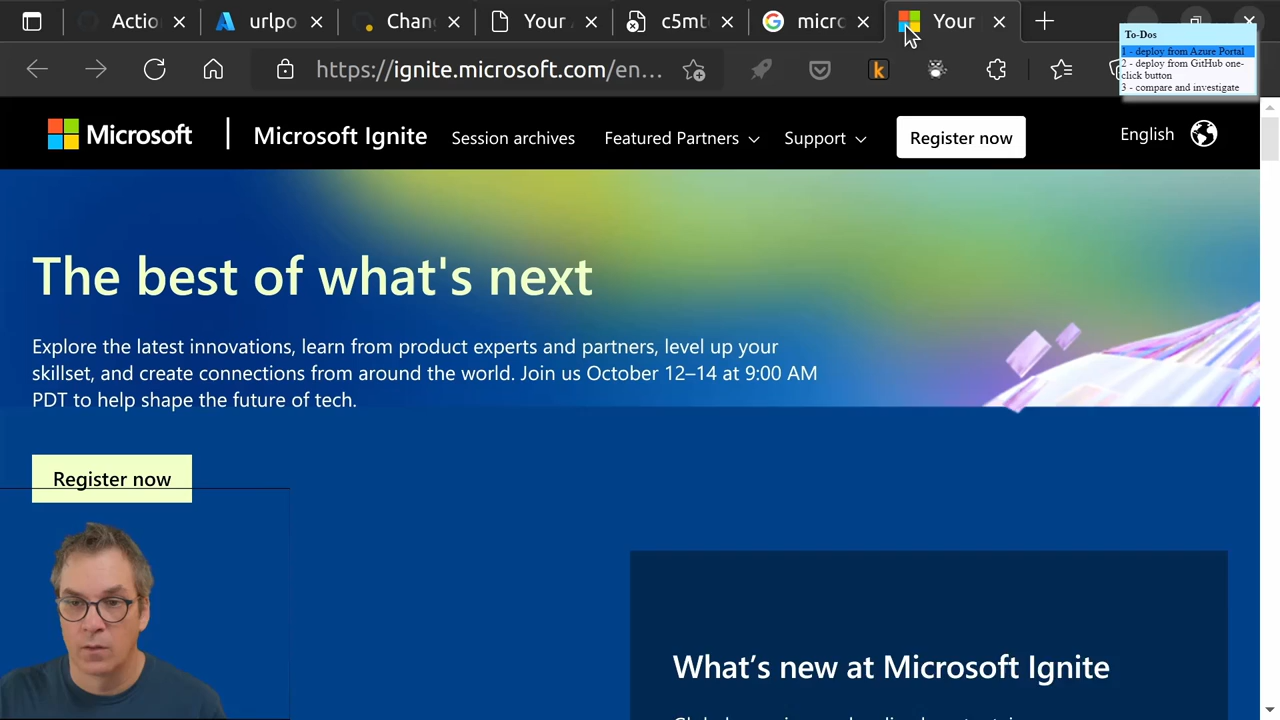 Actio
urlpo
Chang
Your
c5mt
micro
Your
To-Dos
1 - deploy from Azure Portal
2 - deploy from GitHub one-
click button
3 - compare and investigate
https://ignite.microsoft.com/en...
Microsoft
Microsoft Ignite
Session archives
Featured Partners
Support
Register now
English
The best of what's next
Explore the latest innovations, learn from product experts and partners, level up your
skillset, and create connections from around the world. Join us October 12–14 at 9:00 AM
PDT to help shape the future of tech.
Register now
What's new at Microsoft Ignite